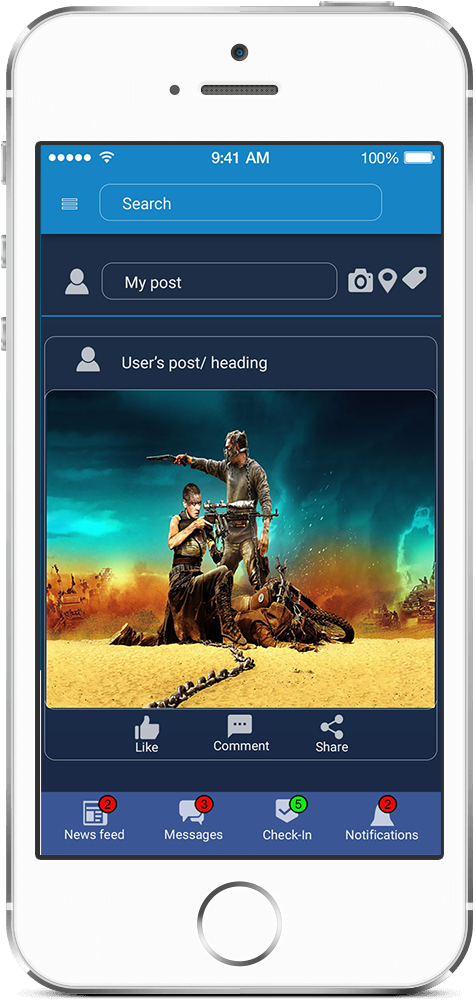 9:41 AM 100%
Search
My post
User's post/ heading
Like Comment Share
2 3 5 2
News feed Messages Check-In Notifications